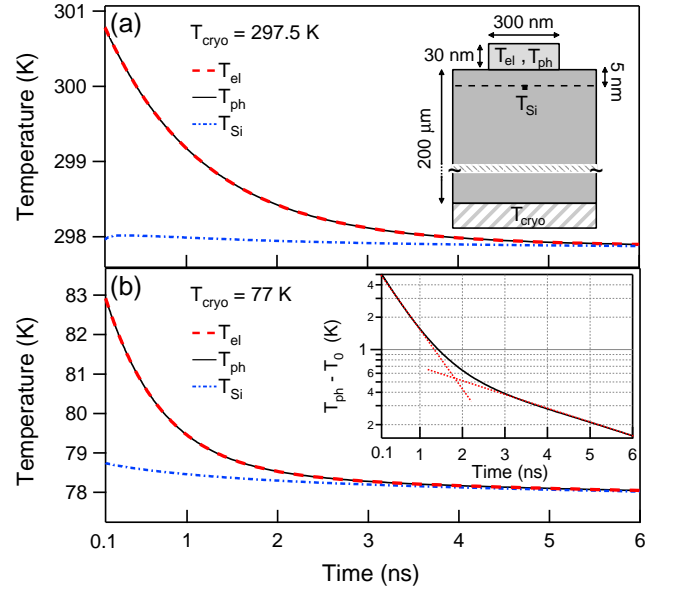 (a)
T_cryo = 297.5 K
T_el
T_ph
T_Si
Temperature (K)
301
300
299
298
300 nm
30 nm
T_el , T_ph
5 nm
T_Si
200 μm
~
~
T_cryo
(b)
T_cryo = 77 K
T_el
T_ph
T_Si
Temperature (K)
83
82
81
80
79
78
T_ph - T_0 (K)
4
2
1
6
4
2
0.1
1
2
3
4
5
6
Time (ns)
0.1
1
2
3
4
5
6
Time (ns)